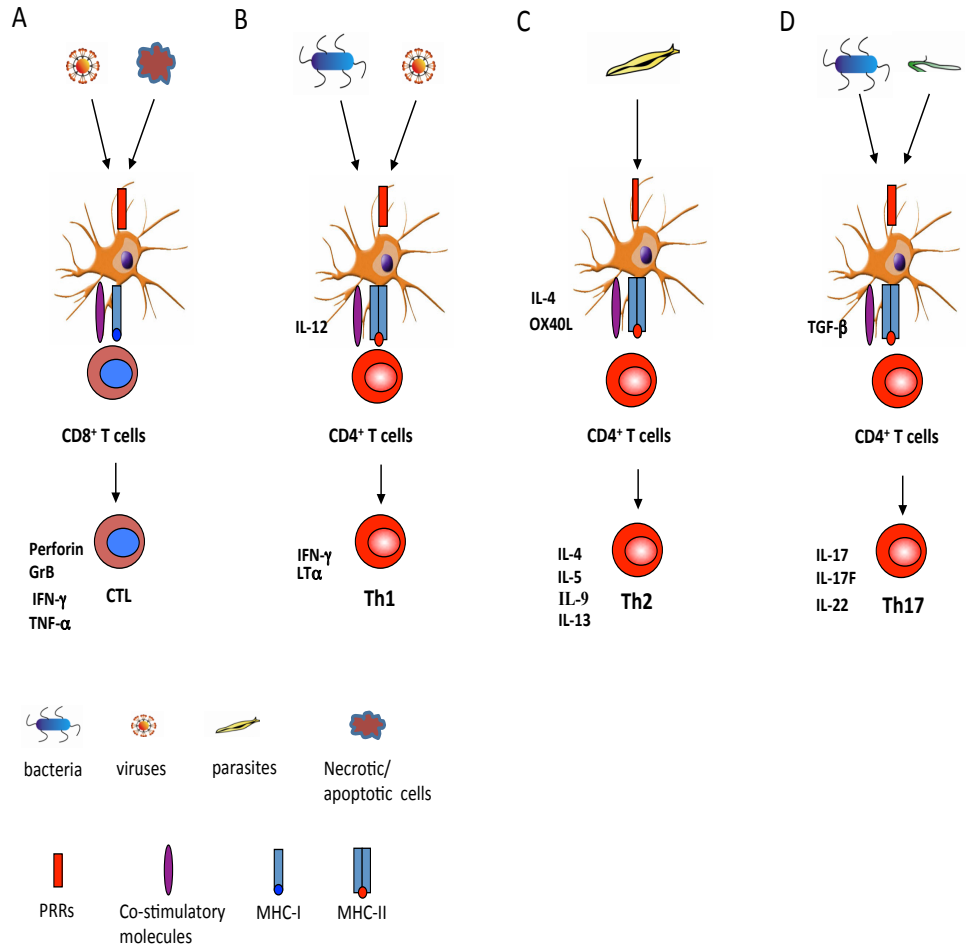 A
B
C
D
IL-12
IL-4
OX40L
TGF-β
CD8⁺ T cells
CD4⁺ T cells
CD4⁺ T cells
CD4⁺ T cells
Perforin
GrB
IFN-γ
TNF-α
CTL
IFN-γ
LTα
Th1
IL-4
IL-5
IL-9
IL-13
Th2
IL-17
IL-17F
IL-22
Th17
bacteria
viruses
parasites
Necrotic/
apoptotic cells
PRRs
Co-stimulatory
molecules
MHC-I
MHC-II